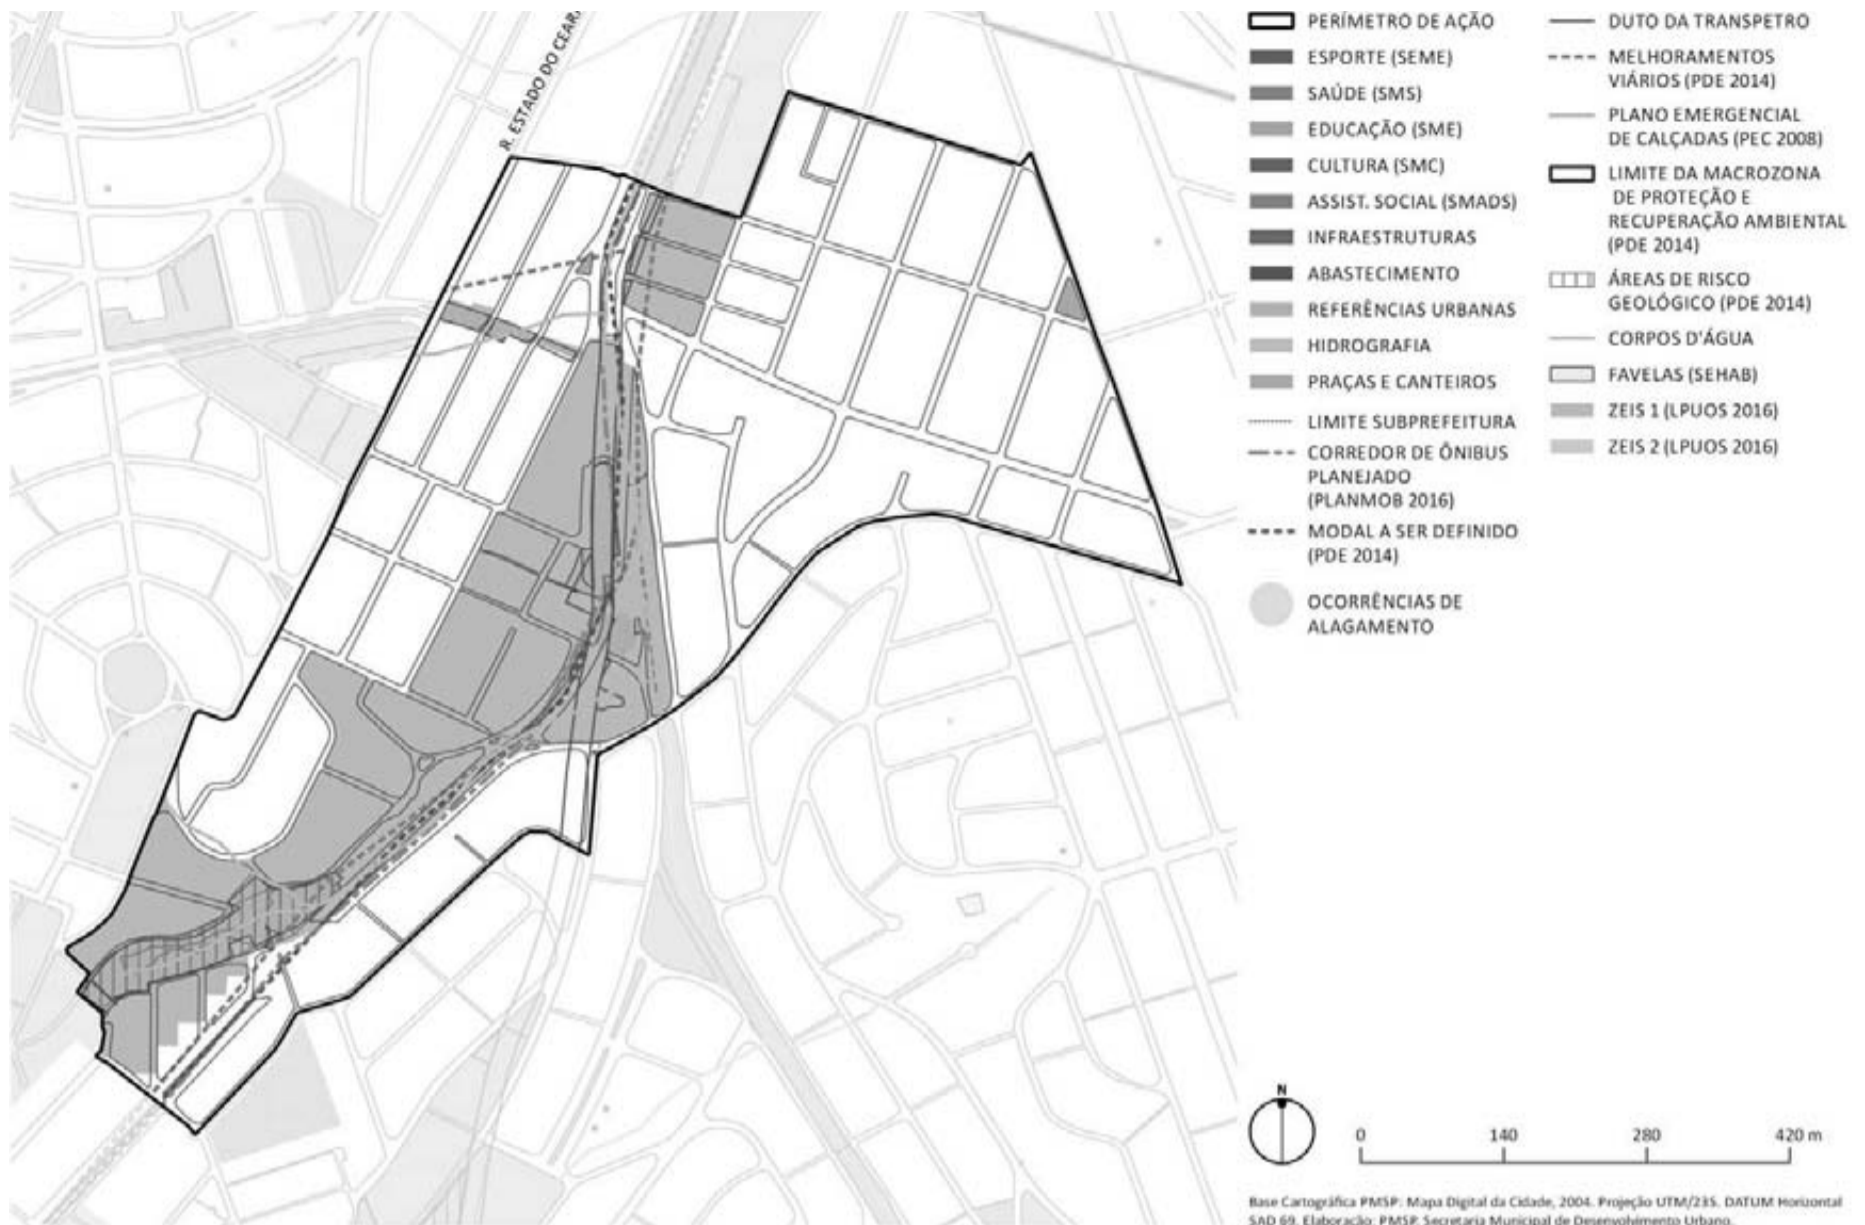 R. ESTADO DO CEARÁ
PERÍMETRO DE AÇÃO
ESPORTE (SEME)
SAÚDE (SMS)
EDUCAÇÃO (SME)
CULTURA (SMC)
ASSIST. SOCIAL (SMADS)
INFRAESTRUTURAS
ABASTECIMENTO
REFERÊNCIAS URBANAS
HIDROGRAFIA
PRAÇAS E CANTEIROS
LIMITE SUBPREFEITURA
CORREDOR DE ÔNIBUS
PLANEJADO
(PLANMOB 2016)
MODAL A SER DEFINIDO
(PDE 2014)
OCORRÊNCIAS DE
ALAGAMENTO
DUTO DA TRANSPETRO
MELHORAMENTOS
VIÁRIOS (PDE 2014)
PLANO EMERGENCIAL
DE CALÇADAS (PEC 2008)
LIMITE DA MACROZONA
DE PROTEÇÃO E
RECUPERAÇÃO AMBIENTAL
(PDE 2014)
ÁREAS DE RISCO
GEOLÓGICO (PDE 2014)
CORPOS D'ÁGUA
FAVELAS (SEHAB)
ZEIS 1 (LPUOS 2016)
ZEIS 2 (LPUOS 2016)
N
0 140 280 420 m
Base Cartográfica PMSP: Mapa Digital da Cidade, 2004. Projeção UTM/23S. DATUM Horizontal
SAD 69. Elaboração: PMSP. Secretaria Municipal de Desenvolvimento Urbano.